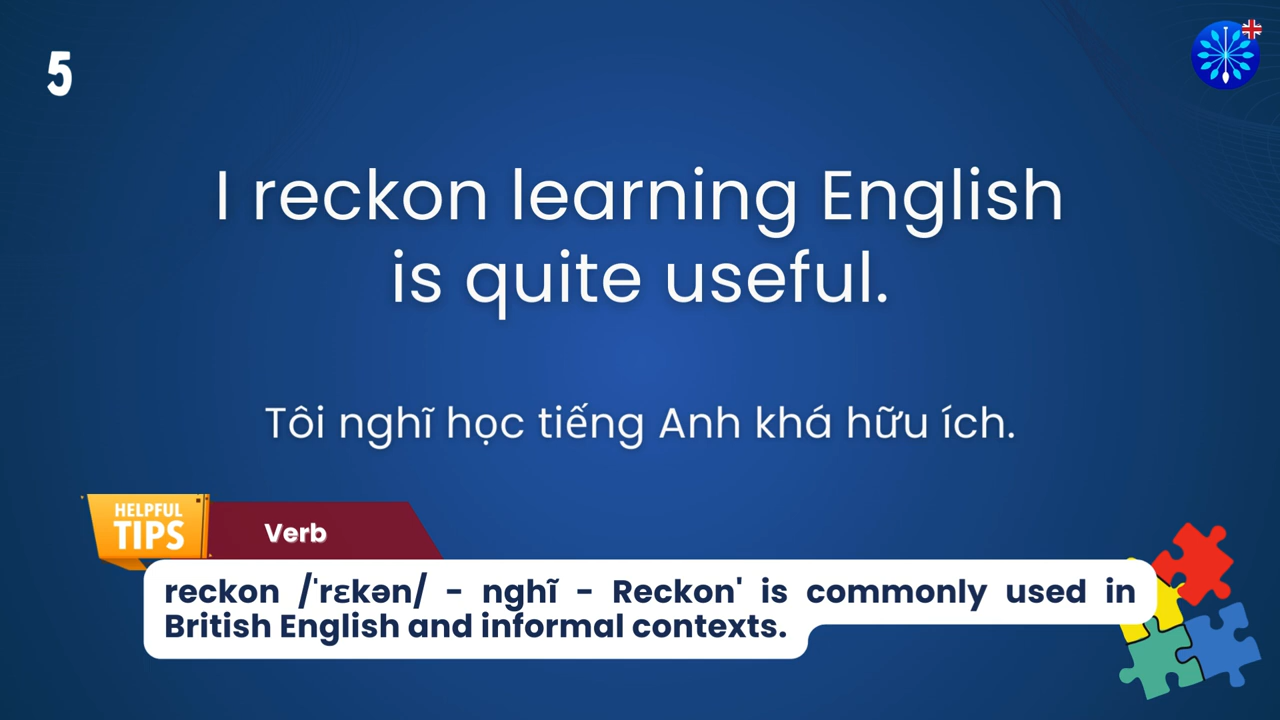 5
I reckon learning English
is quite useful.
Tôi nghĩ học tiếng Anh khá hữu ích.
HELPFUL
TIPS
Verb
reckon /ˈrɛkən/ - nghĩ - Reckon' is commonly used in
British English and informal contexts.